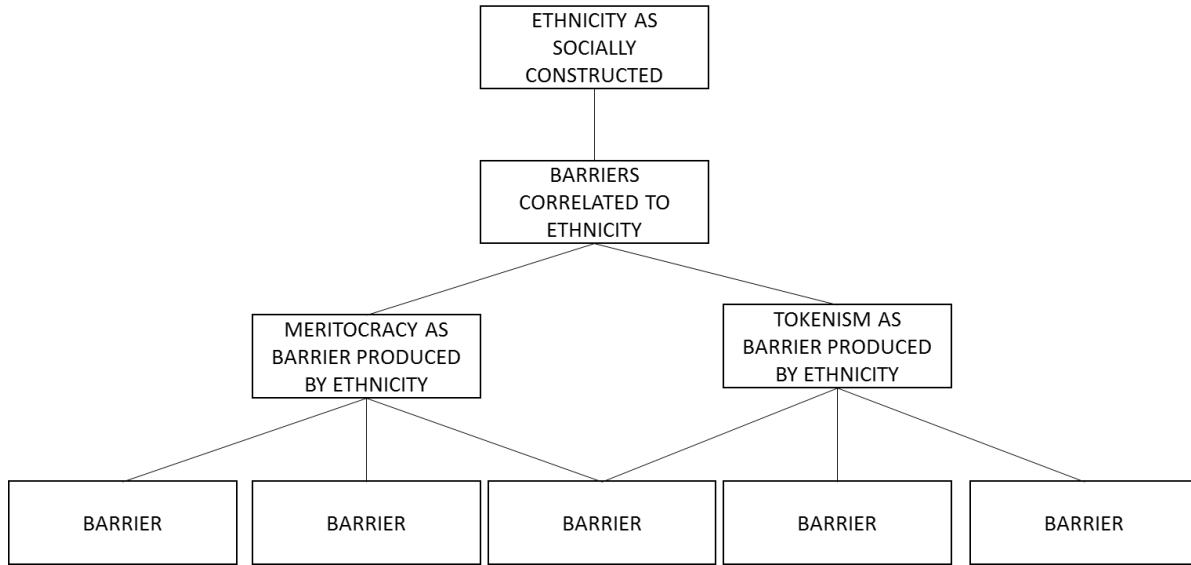 ETHNICITY AS
SOCIALLY
CONSTRUCTED
BARRIERS
CORRELATED TO
ETHNICITY
MERITOCRACY AS
BARRIER PRODUCED
BY ETHNICITY
TOKENISM AS
BARRIER PRODUCED
BY ETHNICITY
BARRIER
BARRIER
BARRIER
BARRIER
BARRIER